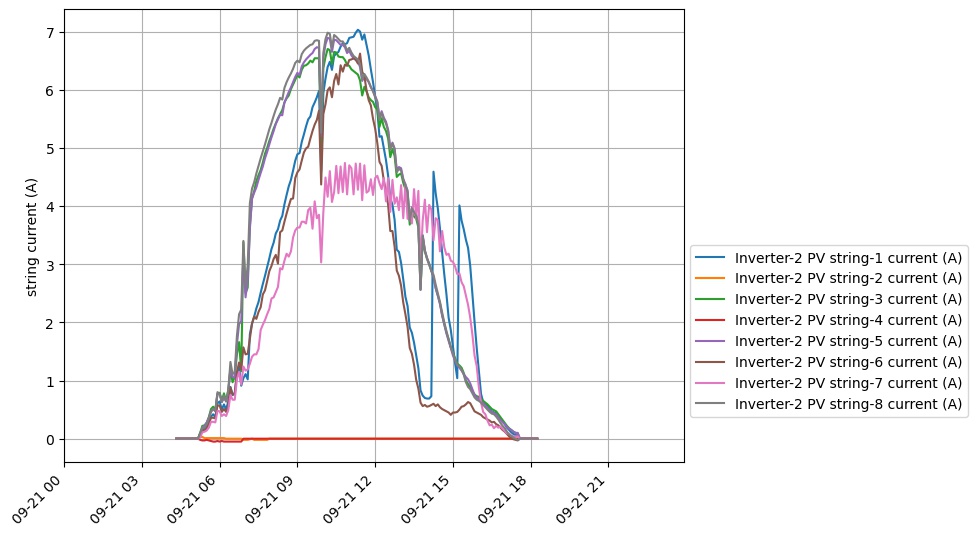 7
6
5
4
3
2
1
0
string current (A)
09-21 00
09-21 03
09-21 06
09-21 09
09-21 12
09-21 15
09-21 18
09-21 21
Inverter-2 PV string-1 current (A)
Inverter-2 PV string-2 current (A)
Inverter-2 PV string-3 current (A)
Inverter-2 PV string-4 current (A)
Inverter-2 PV string-5 current (A)
Inverter-2 PV string-6 current (A)
Inverter-2 PV string-7 current (A)
Inverter-2 PV string-8 current (A)